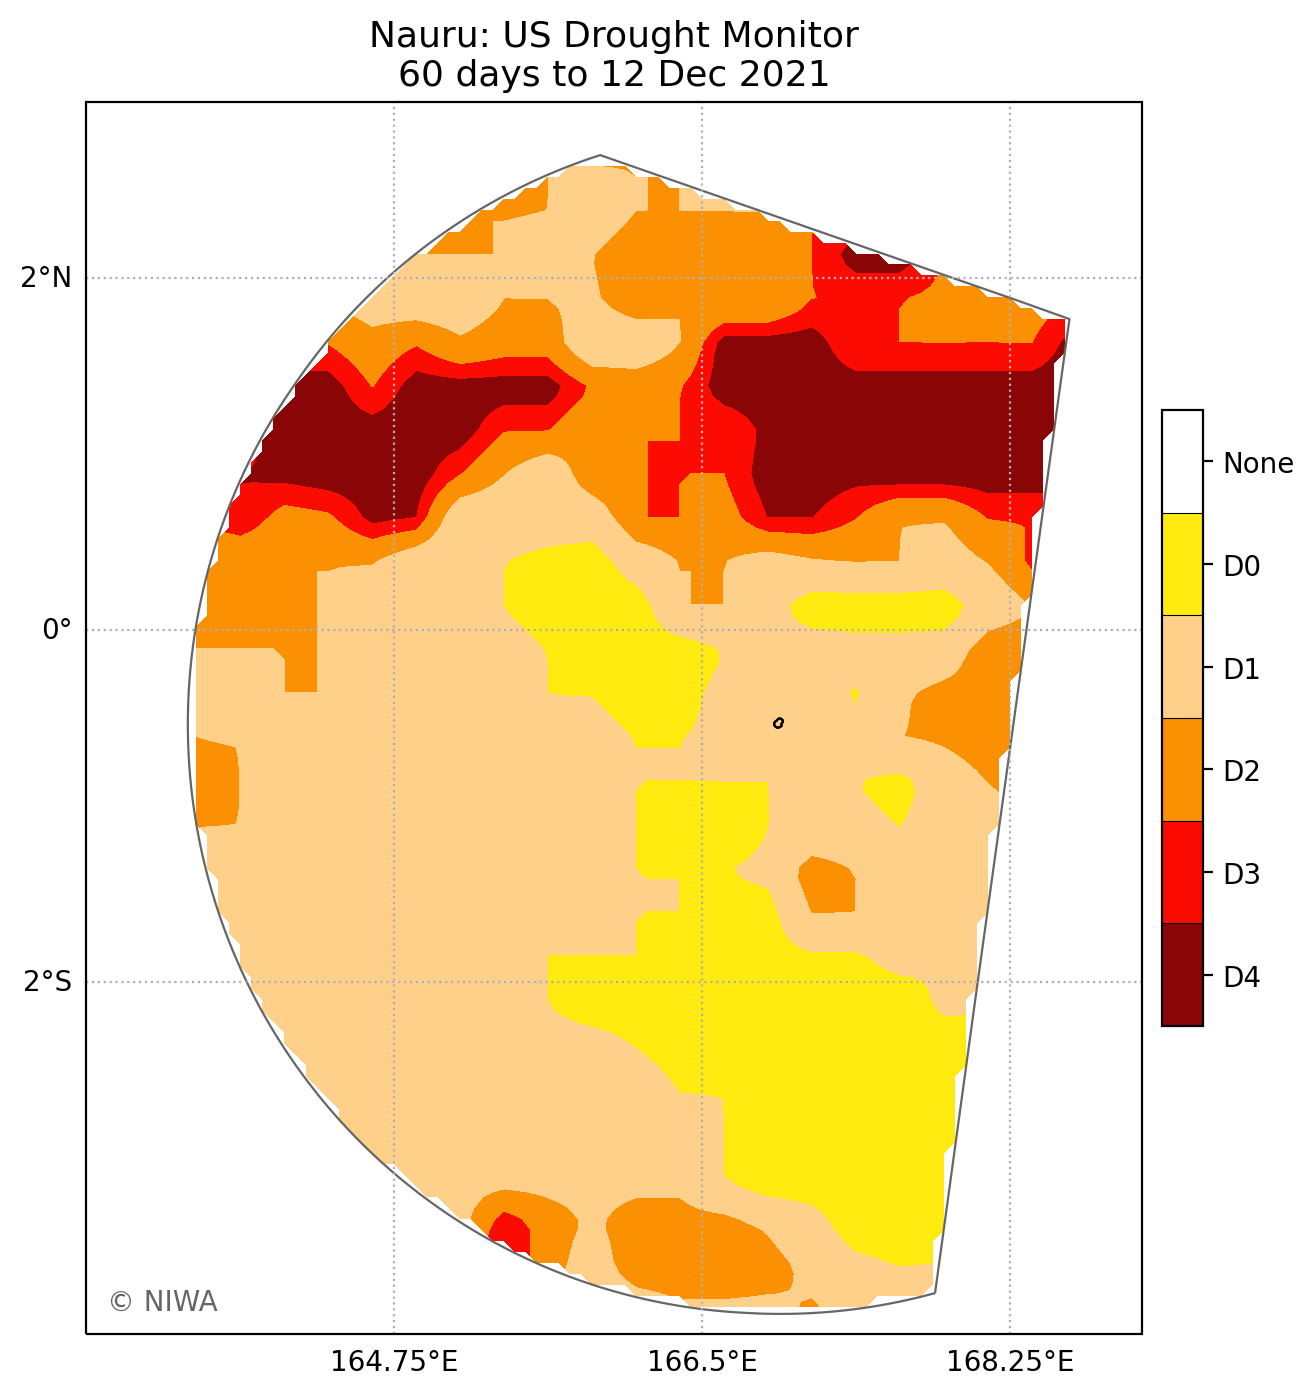 Nauru: US Drought Monitor
60 days to 12 Dec 2021
2°N
0°
2°S
164.75°E
166.5°E
168.25°E
None
D0
D1
D2
D3
D4
© NIWA